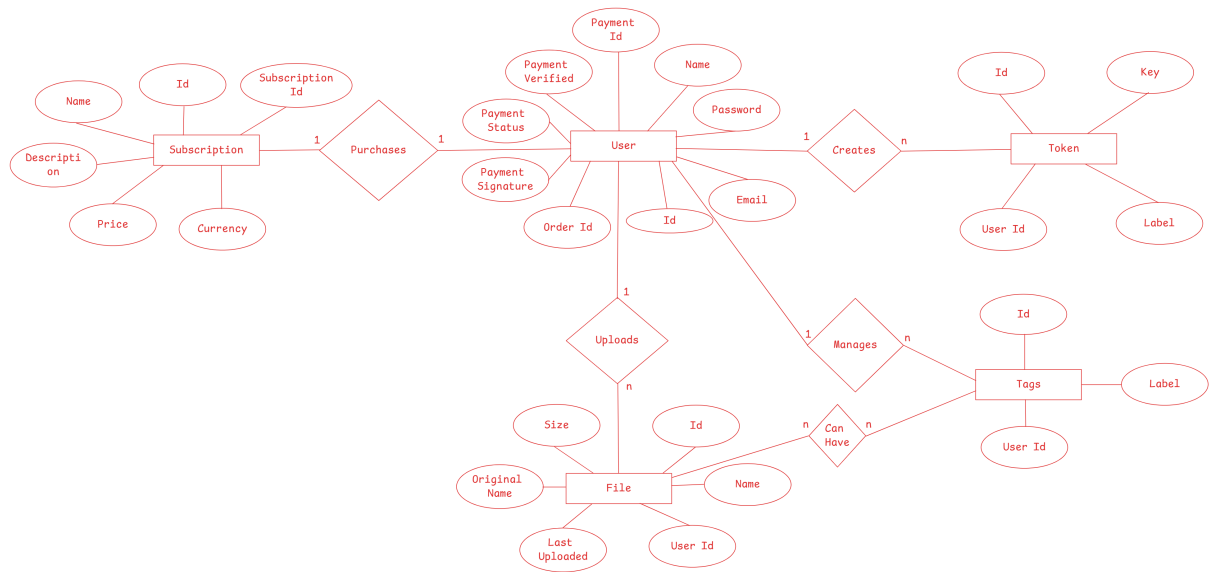 Payment
Id
Payment
Verified
Name
Id
Subscription
Id
Name
Password
Payment
Status
Id
Key
Subscription
1
Purchases
1
User
1
Creates
n
Token
Descripti
on
Payment
Signature
Email
Price
Currency
Order Id
Id
User Id
Label
1
Uploads
n
1
Manages
n
Id
Tags
Label
User Id
n
Can
Have
n
Size
Id
Original
Name
File
Name
Last
Uploaded
User Id